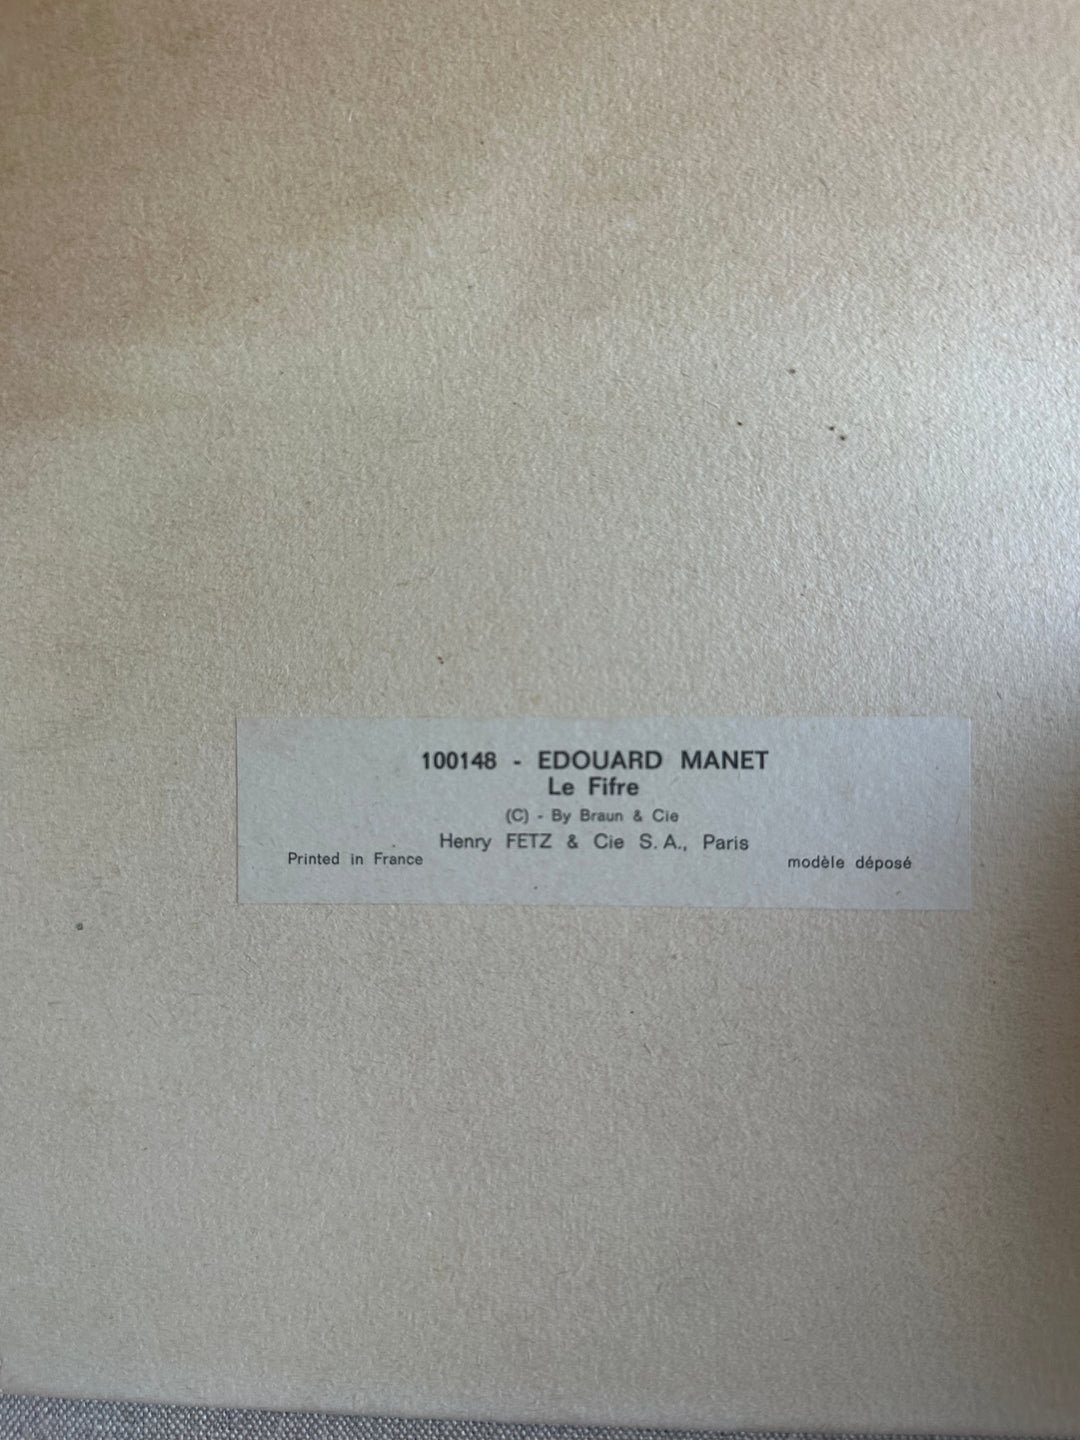 100148 - EDOUARD MANET
Le Fifre
(C) - By Braun & Cie
Henry FETZ & Cie S. A., Paris
Printed in France
modèle déposé